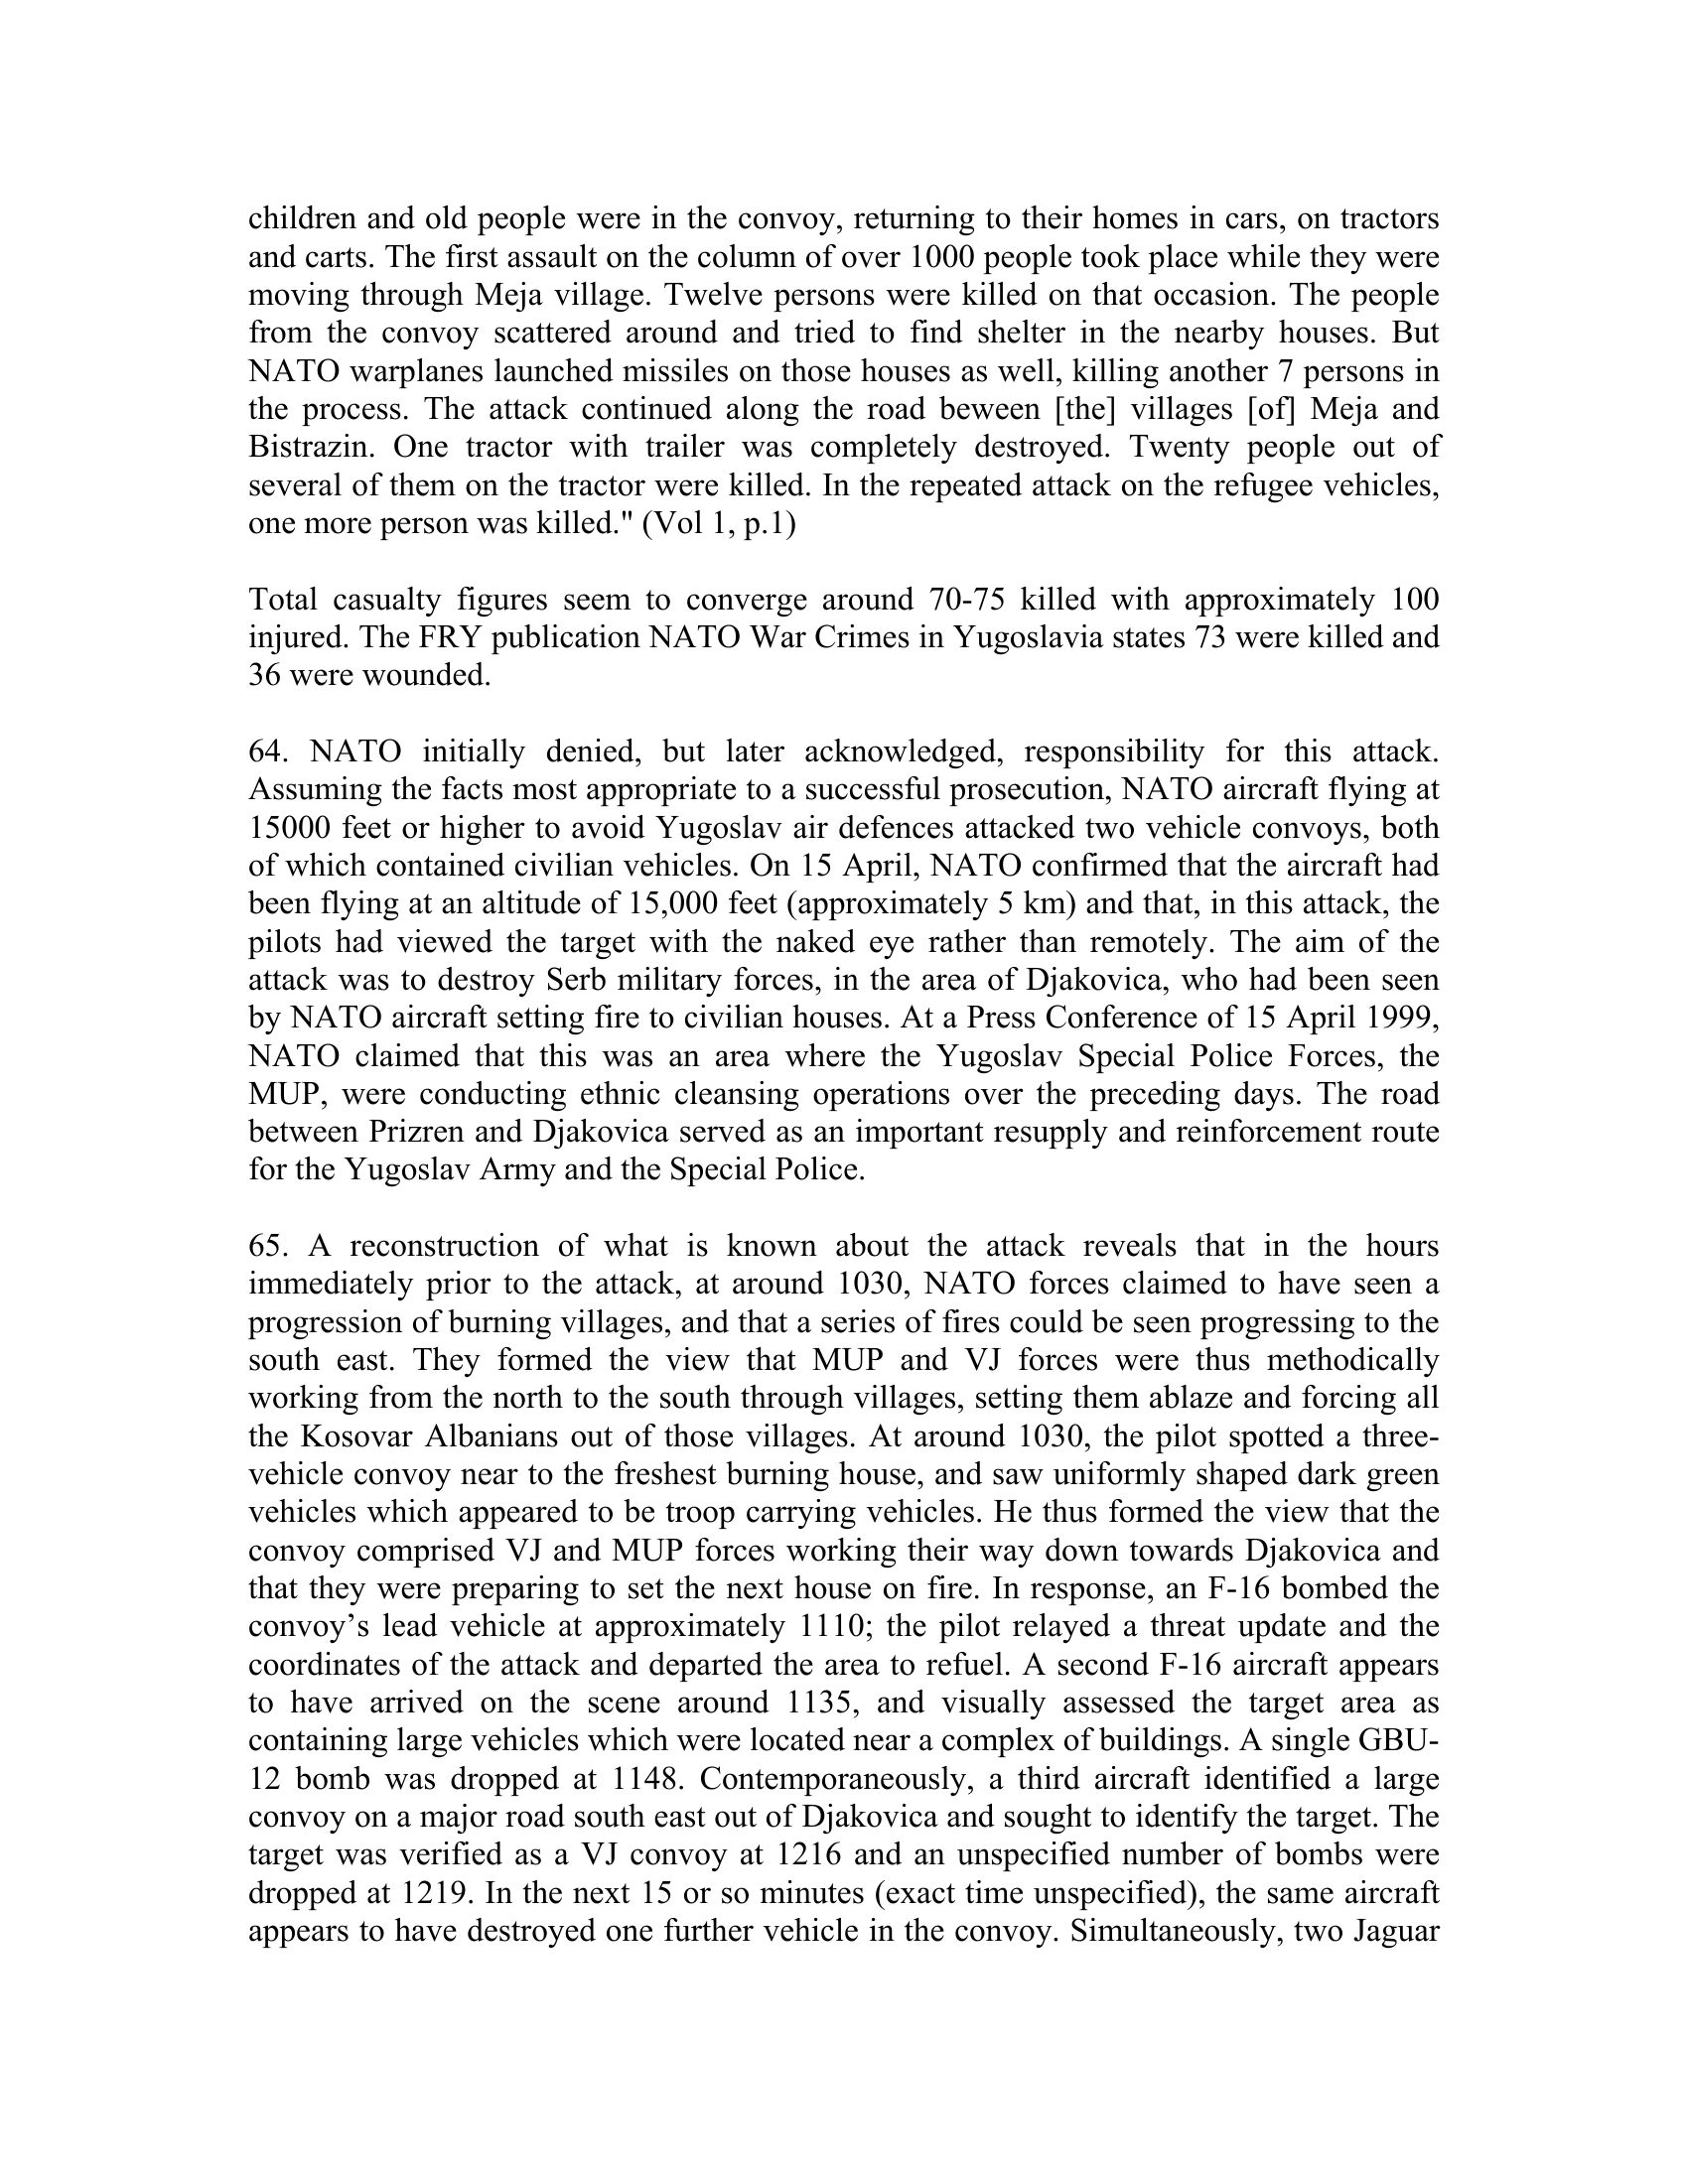 children and old people were in the convoy, returning to their homes in cars, on tractors
and carts. The first assault on the column of over 1000 people took place while they were
moving through Meja village. Twelve persons were killed on that occasion. The people
from the convoy scattered around and tried to find shelter in the nearby houses. But
NATO warplanes launched missiles on those houses as well, killing another 7 persons in
the process. The attack continued along the road beween [the] villages [of] Meja and
Bistrazin. One tractor with trailer was completely destroyed. Twenty people out of
several of them on the tractor were killed. In the repeated attack on the refugee vehicles,
one more person was killed." (Vol 1, p.1)
Total casualty figures seem to converge around 70-75 killed with approximately 100
injured. The FRY publication NATO War Crimes in Yugoslavia states 73 were killed and
36 were wounded.
64. NATO initially denied, but later acknowledged, responsibility for this attack.
Assuming the facts most appropriate to a successful prosecution, NATO aircraft flying at
15000 feet or higher to avoid Yugoslav air defences attacked two vehicle convoys, both
of which contained civilian vehicles. On 15 April, NATO confirmed that the aircraft had
been flying at an altitude of 15,000 feet (approximately 5 km) and that, in this attack, the
pilots had viewed the target with the naked eye rather than remotely. The aim of the
attack was to destroy Serb military forces, in the area of Djakovica, who had been seen
by NATO aircraft setting fire to civilian houses. At a Press Conference of 15 April 1999,
NATO claimed that this was an area where the Yugoslav Special Police Forces, the
MUP, were conducting ethnic cleansing operations over the preceding days. The road
between Prizren and Djakovica served as an important resupply and reinforcement route
for the Yugoslav Army and the Special Police.
65. A reconstruction of what is known about the attack reveals that in the hours
immediately prior to the attack, at around 1030, NATO forces claimed to have seen a
progression of burning villages, and that a series of fires could be seen progressing to the
south east. They formed the view that MUP and VJ forces were thus methodically
working from the north to the south through villages, setting them ablaze and forcing all
the Kosovar Albanians out of those villages. At around 1030, the pilot spotted a three-
vehicle convoy near to the freshest burning house, and saw uniformly shaped dark green
vehicles which appeared to be troop carrying vehicles. He thus formed the view that the
convoy comprised VJ and MUP forces working their way down towards Djakovica and
that they were preparing to set the next house on fire. In response, an F-16 bombed the
convoy’s lead vehicle at approximately 1110; the pilot relayed a threat update and the
coordinates of the attack and departed the area to refuel. A second F-16 aircraft appears
to have arrived on the scene around 1135, and visually assessed the target area as
containing large vehicles which were located near a complex of buildings. A single GBU-
12 bomb was dropped at 1148. Contemporaneously, a third aircraft identified a large
convoy on a major road south east out of Djakovica and sought to identify the target. The
target was verified as a VJ convoy at 1216 and an unspecified number of bombs were
dropped at 1219. In the next 15 or so minutes (exact time unspecified), the same aircraft
appears to have destroyed one further vehicle in the convoy. Simultaneously, two Jaguar